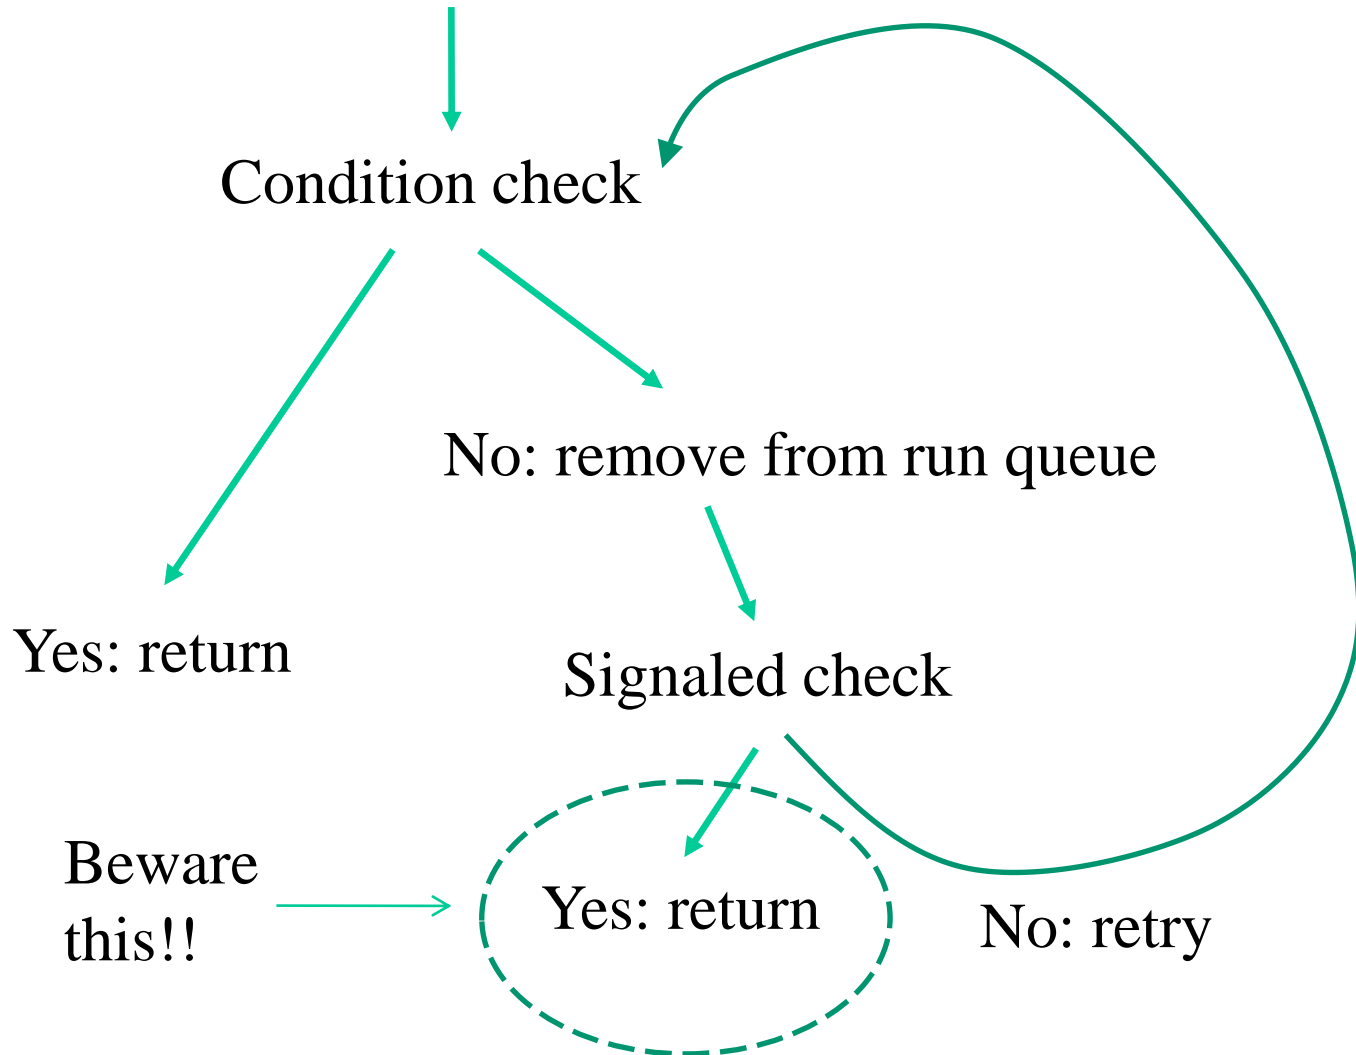 Condition check
No: remove from run queue
Yes: return
Signaled check
Beware
this!!
Yes: return
No: retry